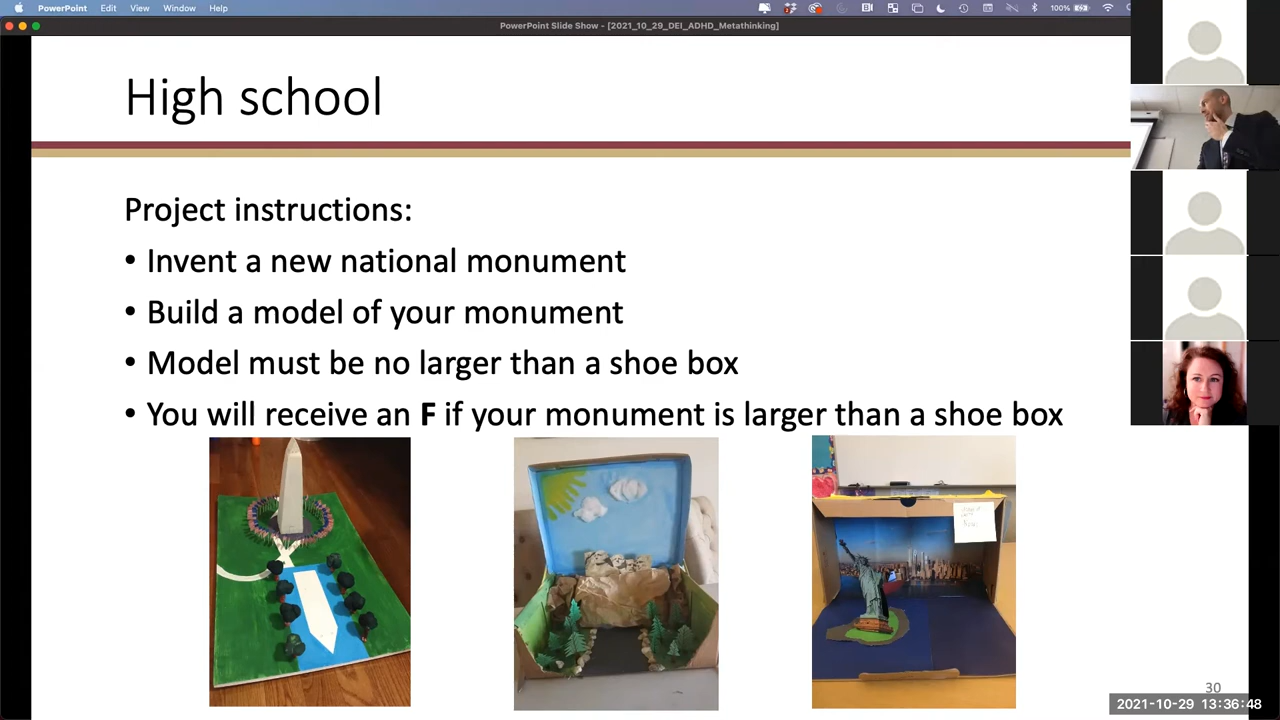 PowerPoint Edit View Window Help
100%
PowerPoint Slide Show - [2021_10_29_DEI_ADHD_Metathinking]
High school
Project instructions:
• Invent a new national monument
• Build a model of your monument
• Model must be no larger than a shoe box
• You will receive an F if your monument is larger than a shoe box
30
2021-10-29 13:36:48